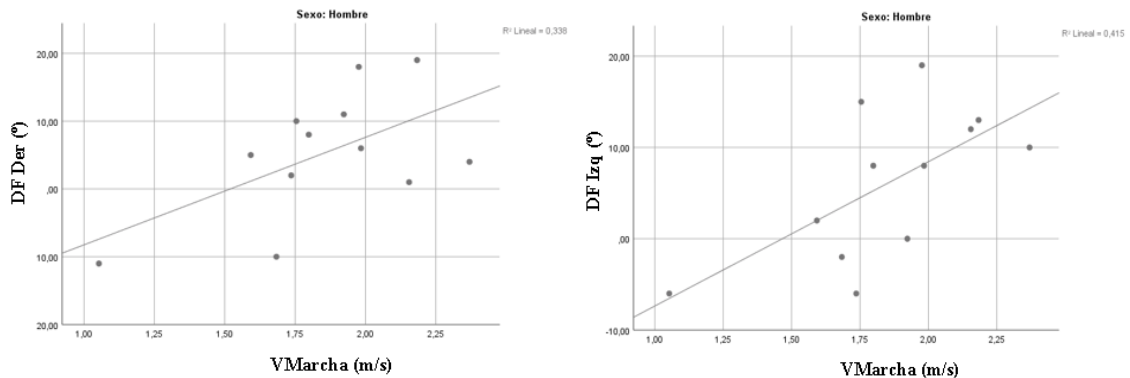 Sexo: Hombre
R² Lineal = 0,338
DF Der (º)
20,00
10,00
,00
10,00
20,00
1,00 1,25 1,50 1,75 2,00 2,25
VMarcha (m/s)
Sexo: Hombre
R² Lineal = 0,415
DF Izq (º)
20,00
10,00
,00
-10,00
1,00 1,25 1,50 1,75 2,00 2,25
VMarcha (m/s)